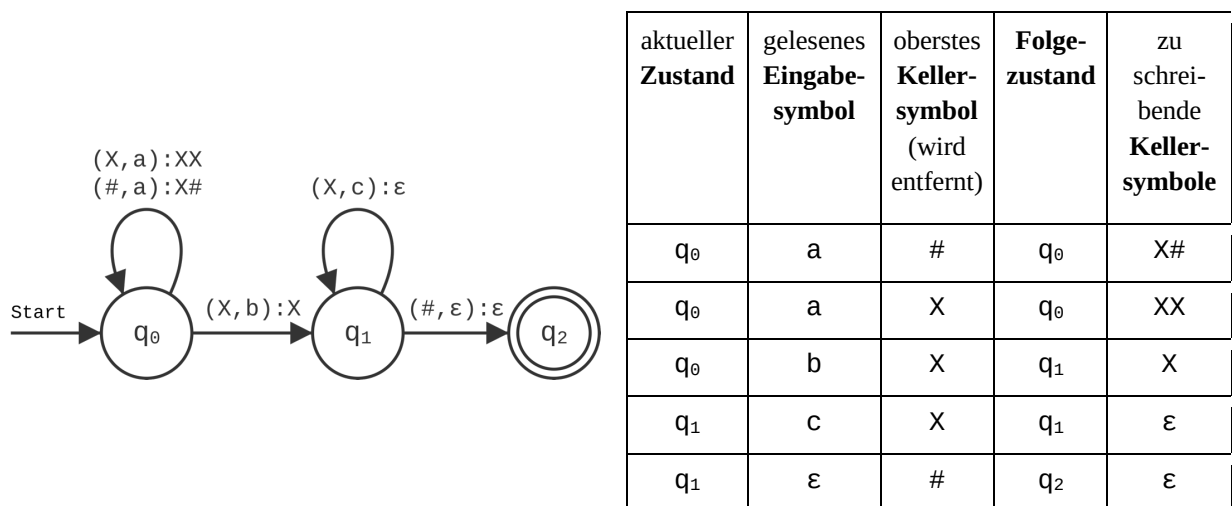 (X,a):XX
(#,a):X#
(X,c):ε
Start
q₀
(X,b):X
q₁
(#,ε):ε
q₂
aktueller
Zustand
gelesenes
Eingabe-
symbol
oberstes
Keller-
symbol
(wird
entfernt)
Folge-
zustand
zu
schrei-
bende
Keller-
symbole
q₀ a # q₀ X#
q₀ a X q₀ XX
q₀ b X q₁ X
q₁ c X q₁ ε
q₁ ε # q₂ ε